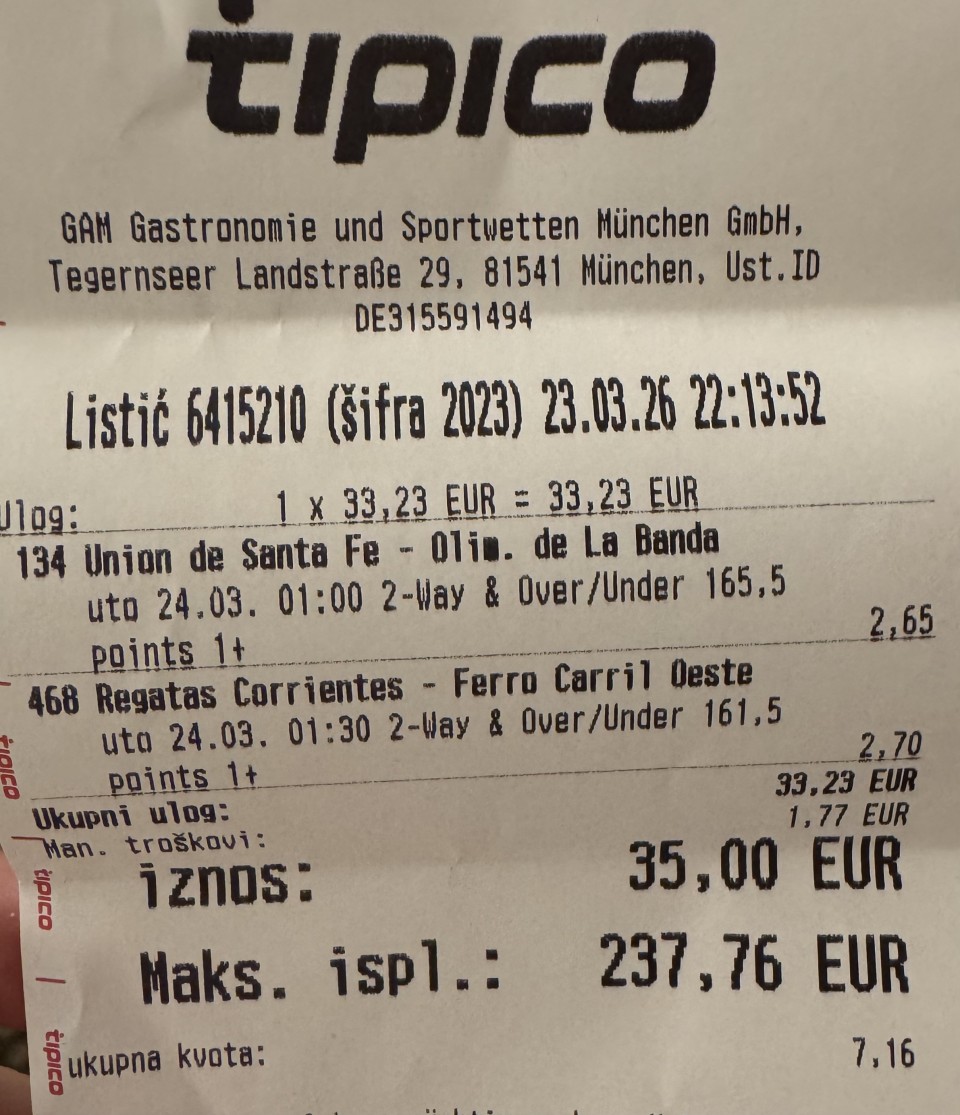 tipico
GAM Gastronomie und Sportwetten München GmbH,
Tegernseer Landstraße 29, 81541 München, Ust.ID
DE315591494
Listić 6415210 (šifra 2023) 23.03.26 22:13:52
Ulog: 1 x 33,23 EUR = 33,23 EUR
134 Union de Santa Fe - Olim. de La Banda
uto 24.03. 01:00 2-Way & Over/Under 165,5
points 1+ 2,65
468 Regatas Corrientes - Ferro Carril Oeste
uto 24.03. 01:30 2-Way & Over/Under 161,5
points 1+ 2,70
Ukupni ulog: 33,23 EUR
Man. troškovi: 1,77 EUR
iznos: 35,00 EUR
Maks. ispl.: 237,76 EUR
ukupna kvota: 7,16
tipico
tipico
tipico